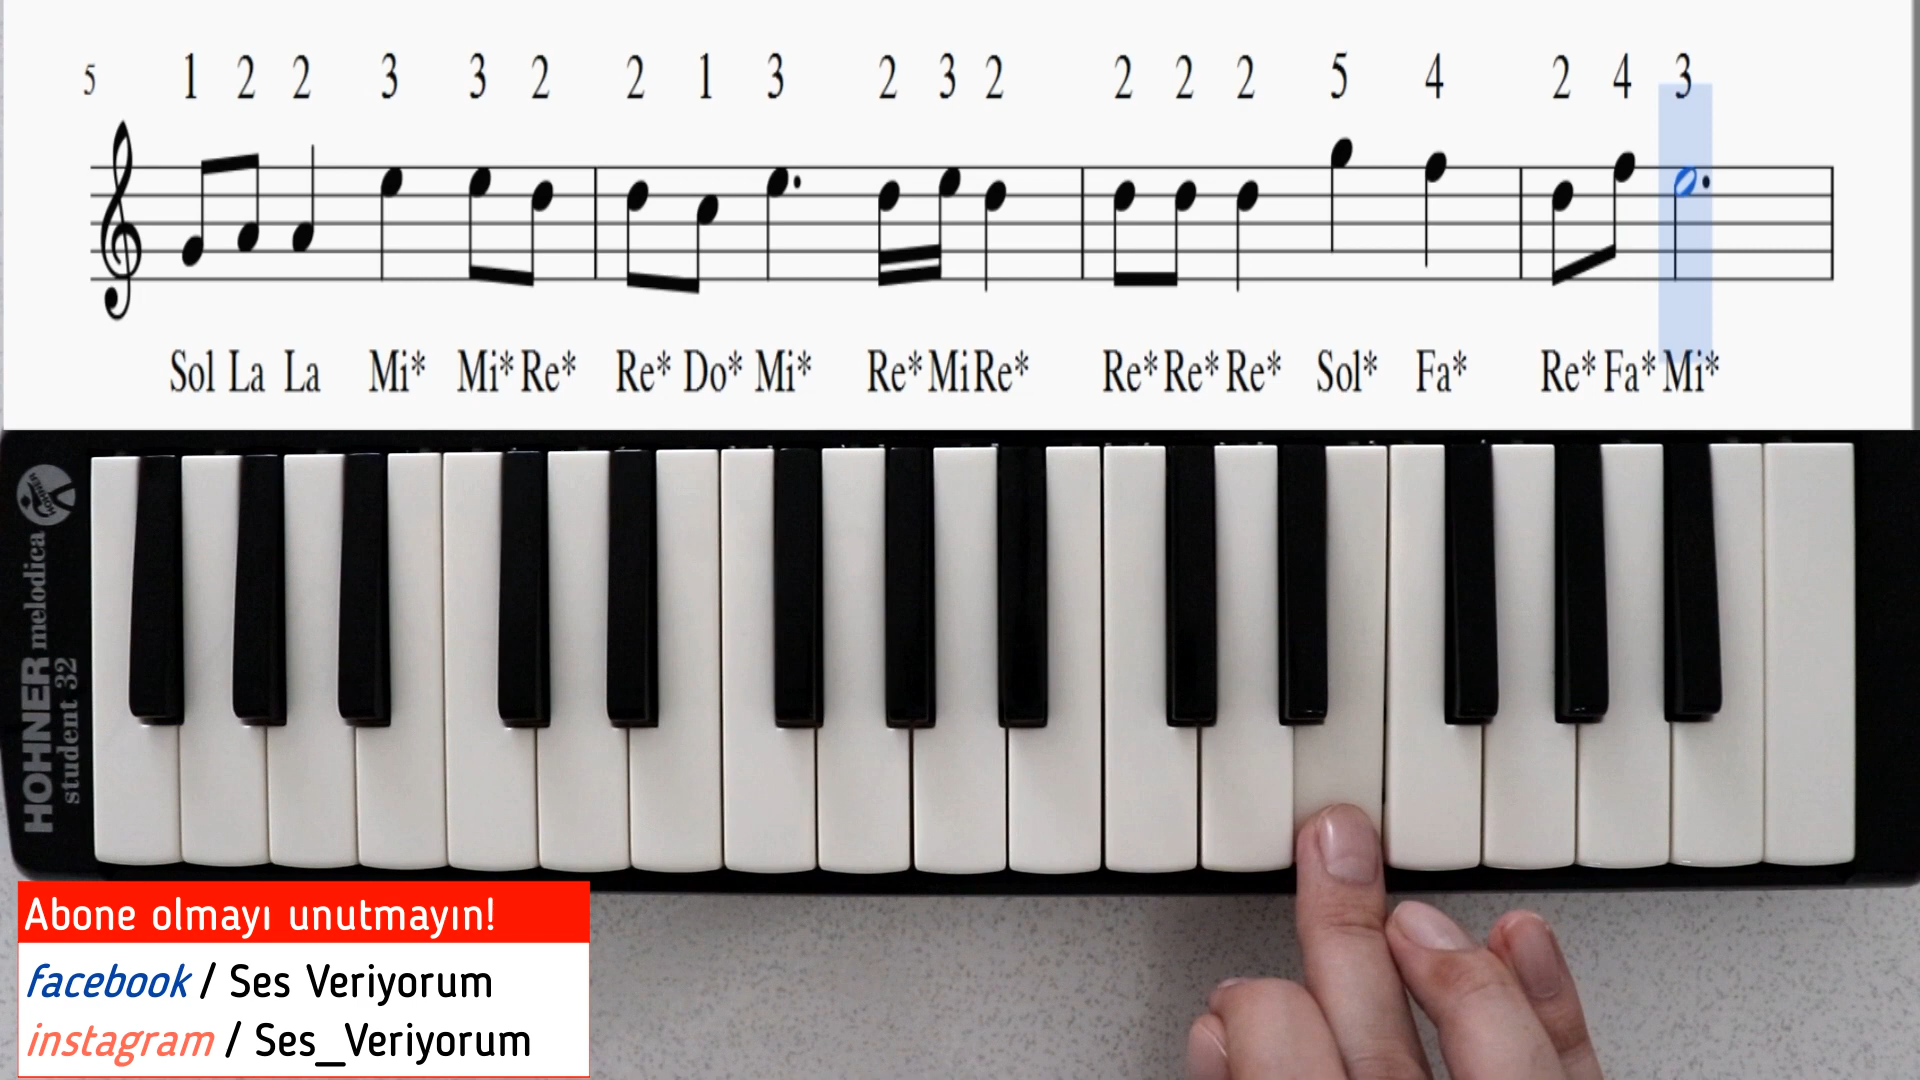 5 1 2 2 3 3 2 2 1 3 2 3 2 2 2 2 5 4 2 4 3
Sol La La Mi* Mi* Re* Re* Do* Mi* Re* Mi Re* Re* Re* Re* Sol* Fa* Re* Fa* Mi*
HOHNER melodica
student 32
HOHNER
Abone olmayı unutmayın!
facebook / Ses Veriyorum
instagram / Ses_Veriyorum